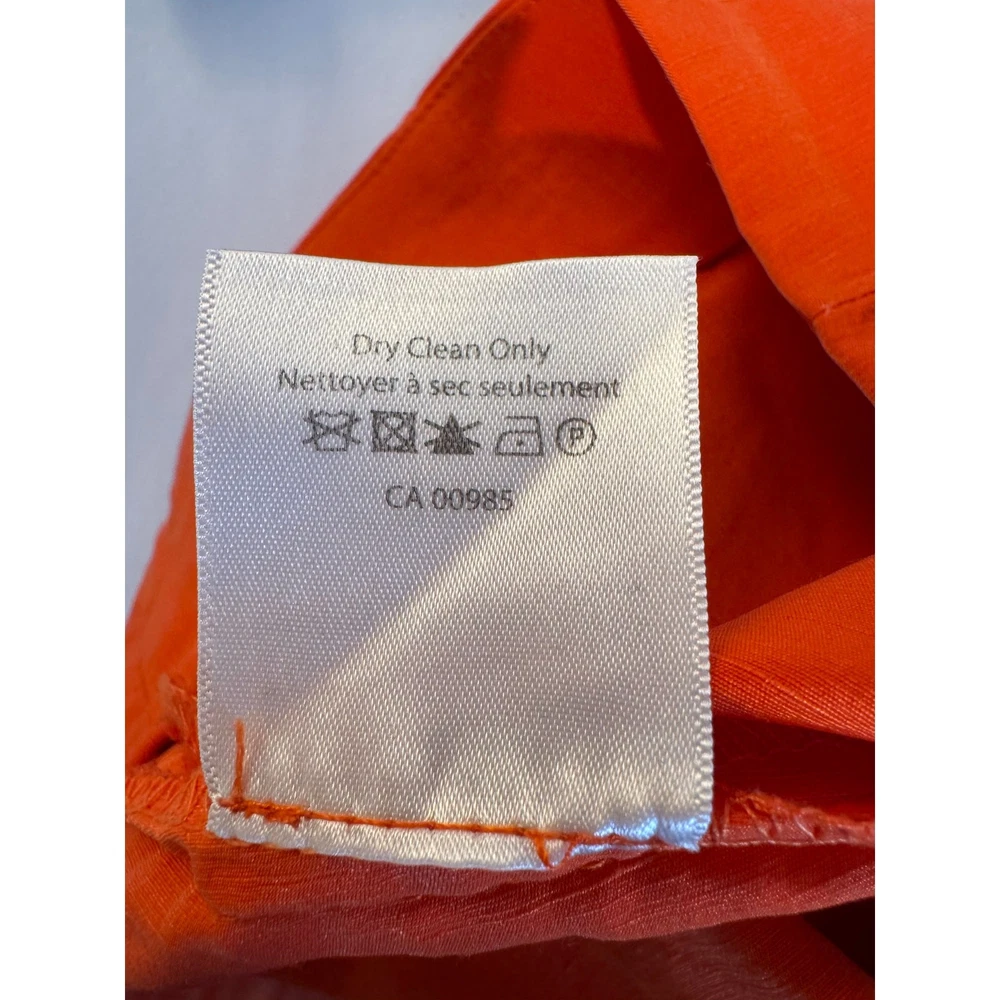 Dry Clean Only
Nettoyer à sec seulement
P
CA 00985